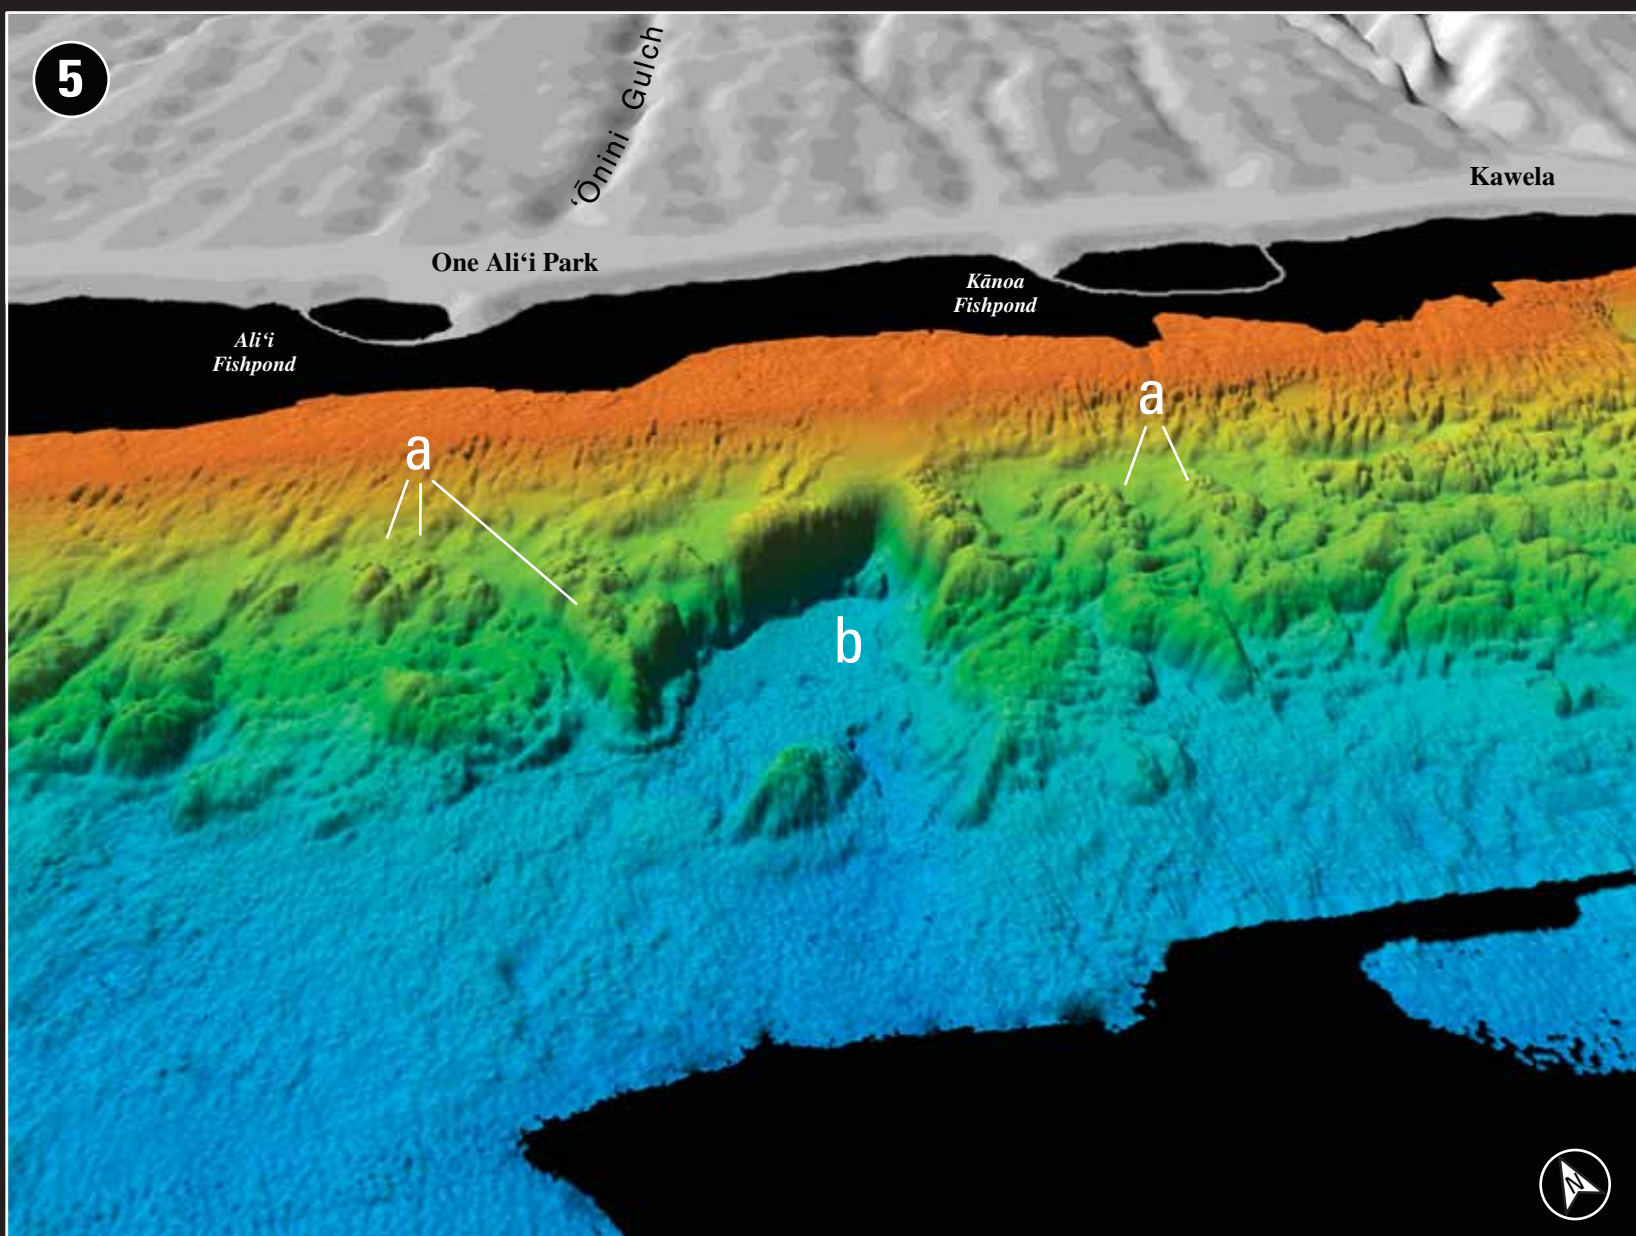 5
ʻŌnini Gulch
Kawela
One Aliʻi Park
Kānoa
Fishpond
Aliʻi
Fishpond
a
a
b
N